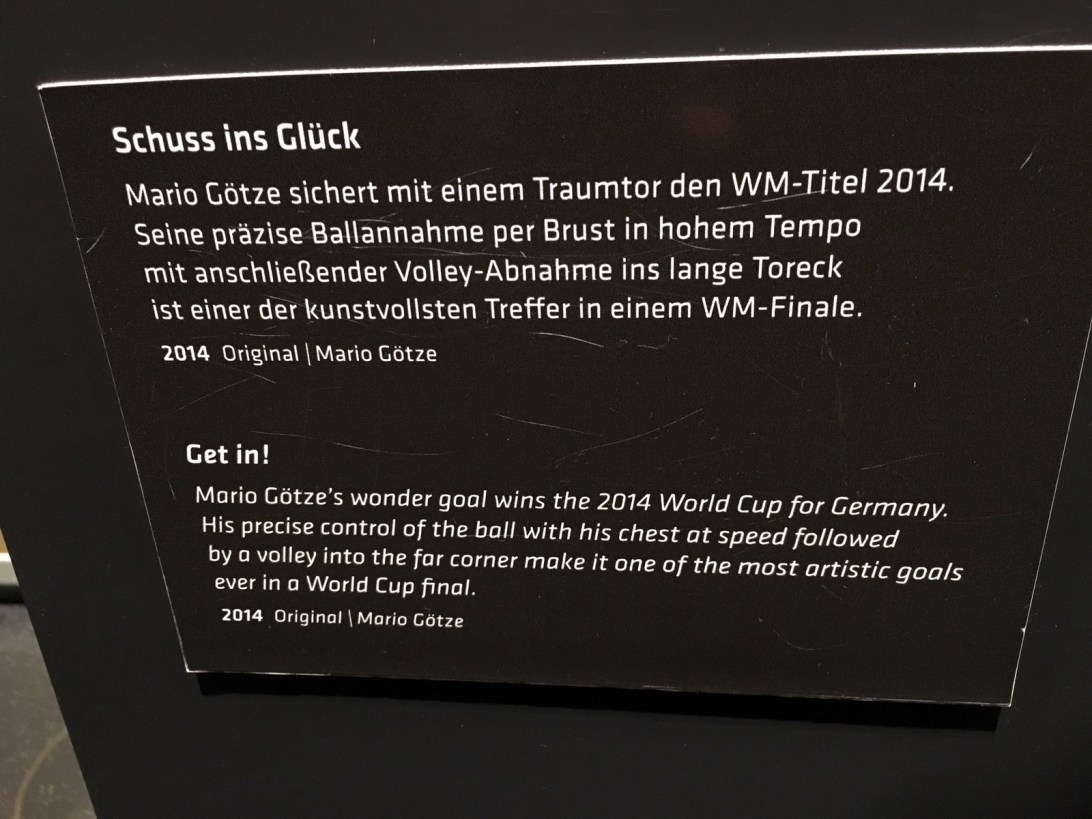 Schuss ins Glück
Mario Götze sichert mit einem Traumtor den WM-Titel 2014.
Seine präzise Ballannahme per Brust in hohem Tempo
mit anschließender Volley-Abnahme ins lange Toreck
ist einer der kunstvollsten Treffer in einem WM-Finale.
2014 Original | Mario Götze
Get in!
Mario Götze's wonder goal wins the 2014 World Cup for Germany.
His precise control of the ball with his chest at speed followed
by a volley into the far corner make it one of the most artistic goals
ever in a World Cup final.
2014 Original | Mario Götze